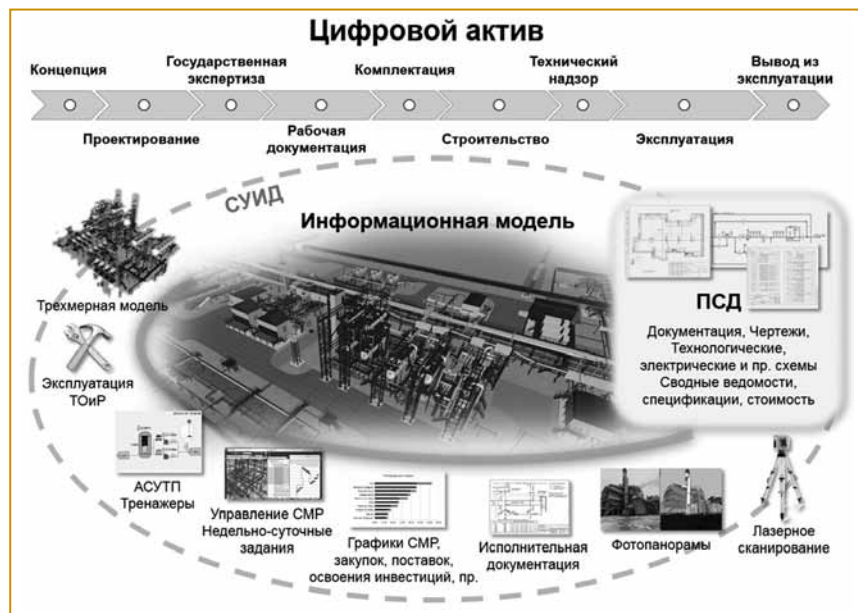 Цифровой актив
Концепция
Государственная
экспертиза
Комплектация
Технический
надзор
Вывод из
эксплуатации
Проектирование
Рабочая
документация
Строительство
Эксплуатация
СУИД
Информационная модель
Трехмерная модель
ПСД
Документация, Чертежи,
Технологические,
электрические и пр. схемы
Сводные ведомости,
спецификации, стоимость
Эксплуатация
ТОиР
АСУТП
Тренажеры
Управление СМР
Недельно-суточные
задания
Графики СМР,
закупок, поставок,
освоения инвестиций, пр.
Исполнительная
документация
Фотопанорамы
Лазерное
сканирование